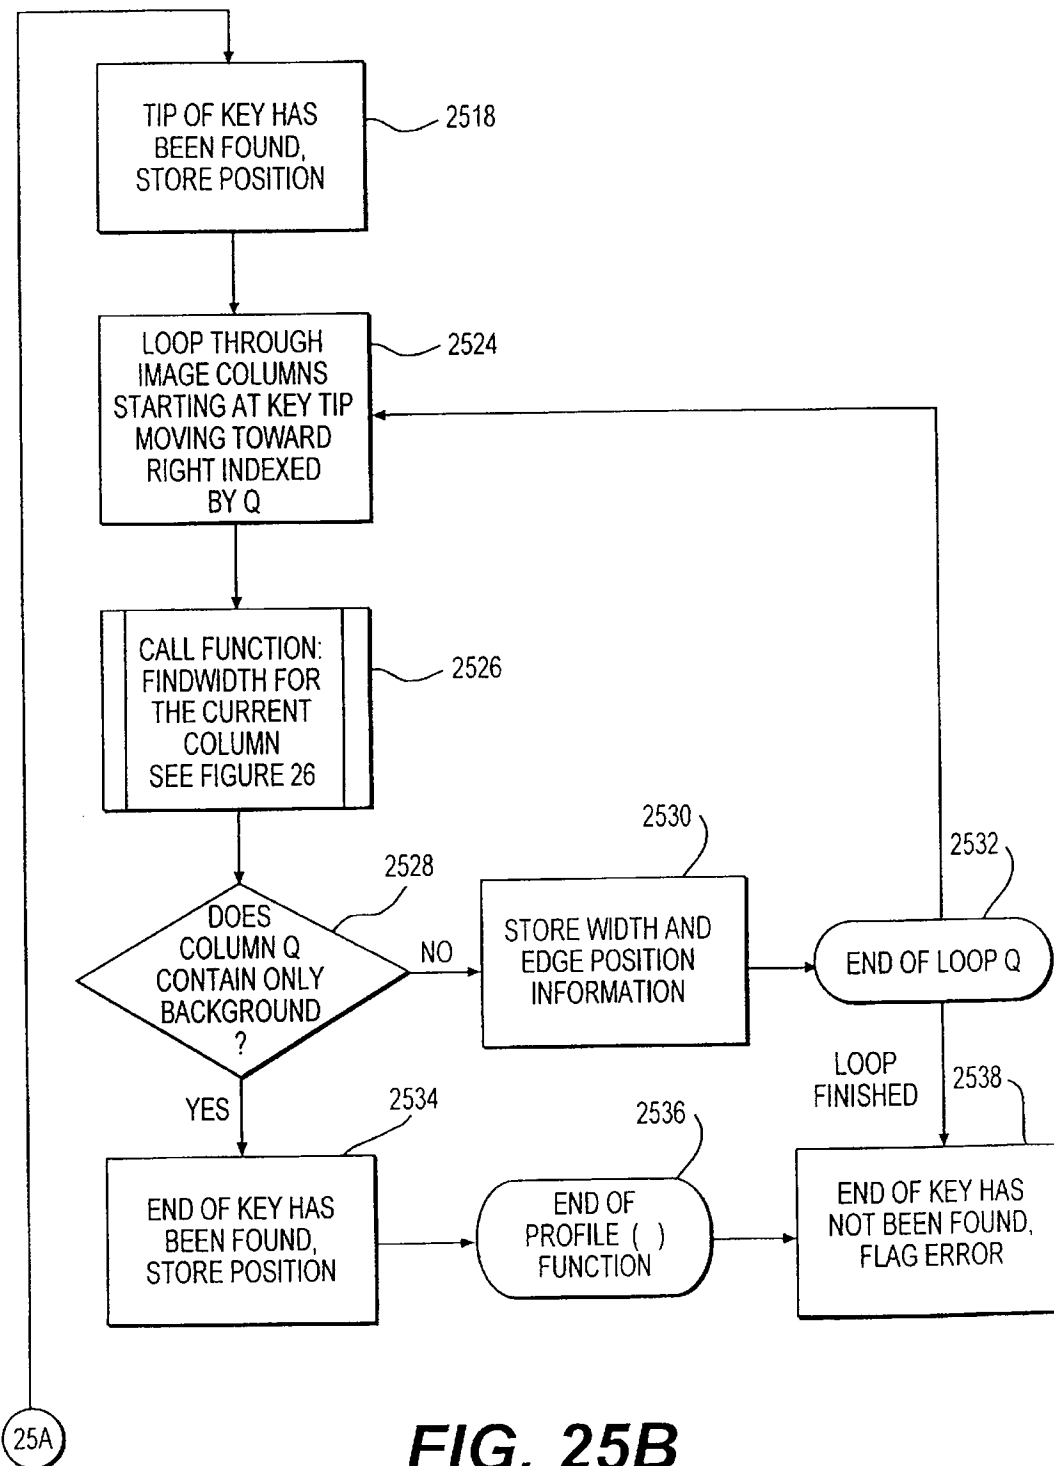 TIP OF KEY HAS
BEEN FOUND,
STORE POSITION
2518
LOOP THROUGH
IMAGE COLUMNS
STARTING AT KEY TIP
MOVING TOWARD
RIGHT INDEXED
BY Q
2524
CALL FUNCTION:
FINDWIDTH FOR
THE CURRENT
COLUMN
SEE FIGURE 26
2526
DOES
COLUMN Q
CONTAIN ONLY
BACKGROUND
?
2528
NO
STORE WIDTH AND
EDGE POSITION
INFORMATION
2530
END OF LOOP Q
2532
YES
LOOP
FINISHED
END OF KEY HAS
BEEN FOUND,
STORE POSITION
2534
END OF
PROFILE ( )
FUNCTION
2536
END OF KEY HAS
NOT BEEN FOUND,
FLAG ERROR
2538
25A
FIG. 25B